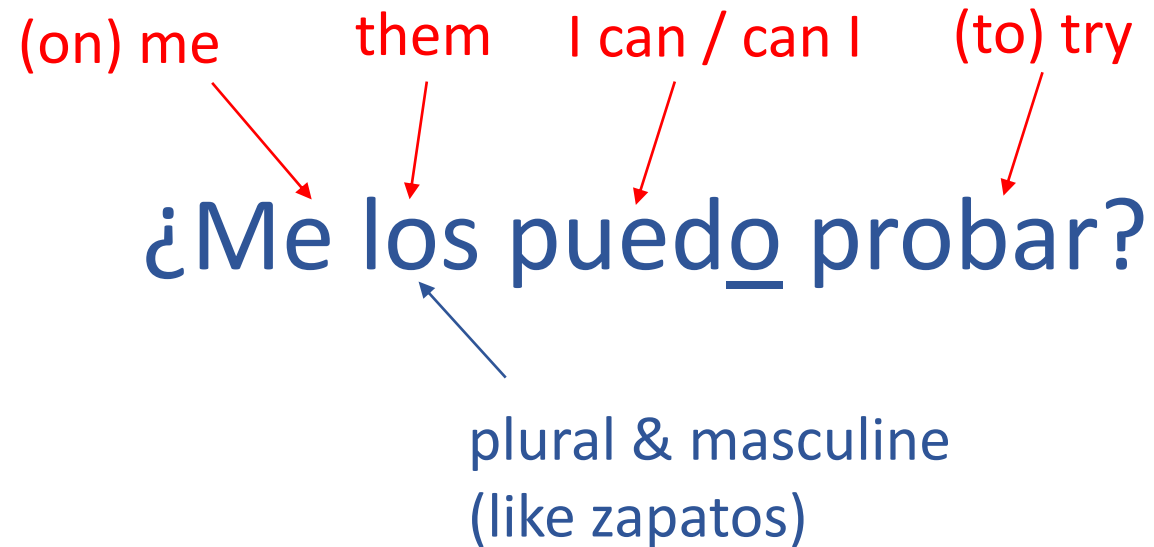 (on) me them I can / can I (to) try
¿Me los puedo probar?
plural & masculine
(like zapatos)